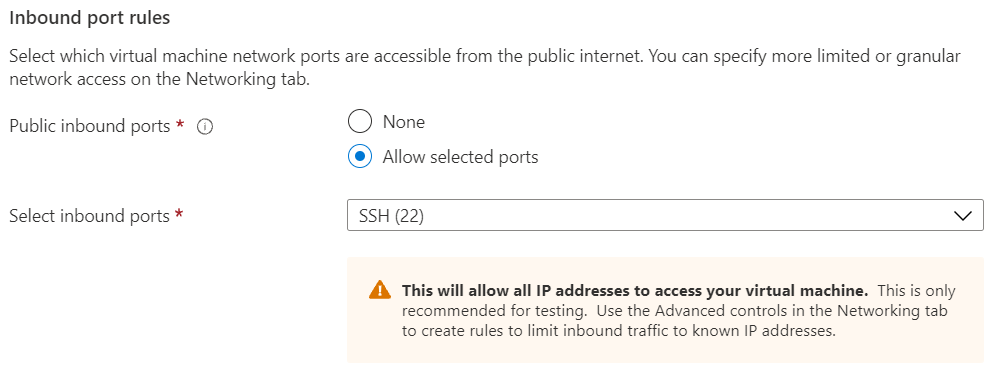 Inbound port rules
Select which virtual machine network ports are accessible from the public internet. You can specify more limited or granular
network access on the Networking tab.
Public inbound ports *
None
Allow selected ports
Select inbound ports *
SSH (22)
This will allow all IP addresses to access your virtual machine. This is only
recommended for testing. Use the Advanced controls in the Networking tab
to create rules to limit inbound traffic to known IP addresses.